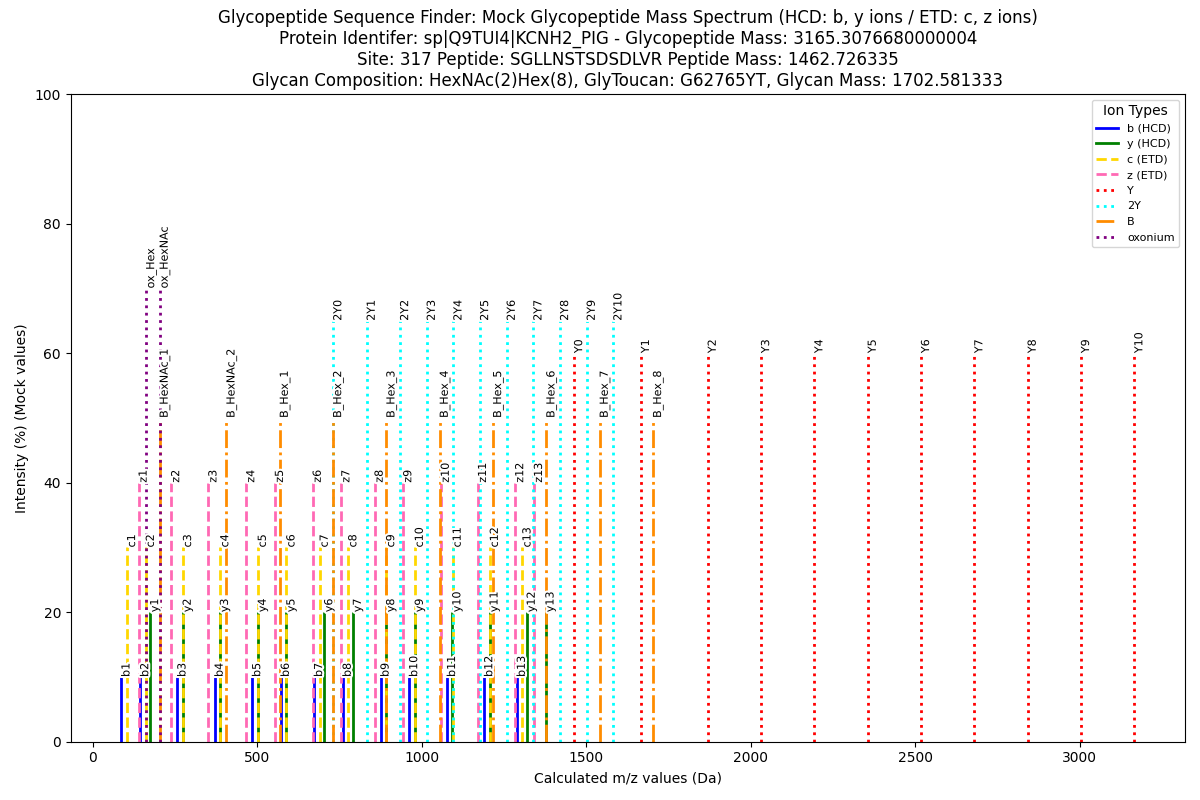 Glycopeptide Sequence Finder: Mock Glycopeptide Mass Spectrum (HCD: b, y ions / ETD: c, z ions)
Protein Identifer: sp|Q9TUI4|KCNH2_PIG - Glycopeptide Mass: 3165.3076680000004
Site: 317 Peptide: SGLLNSTSDSDLVR Peptide Mass: 1462.726335
Glycan Composition: HexNAc(2)Hex(8), GlyToucan: G62765YT, Glycan Mass: 1702.581333
Intensity (%) (Mock values)
100
80
60
40
20
0
Ion Types
b (HCD)
y (HCD)
c (ETD)
z (ETD)
Y
2Y
B
oxonium
ox_Hex
ox_HexNAc
2Y0
2Y1
2Y2
2Y3
2Y4
2Y5
2Y6
2Y7
2Y8
2Y9
2Y10
Y0
Y1
Y2
Y3
Y4
Y5
Y6
Y7
Y8
Y9
Y10
B_HexNAc_1
B_HexNAc_2
B_Hex_1
B_Hex_2
B_Hex_3
B_Hex_4
B_Hex_5
B_Hex_6
B_Hex_7
B_Hex_8
z1
z2
z3
z4
z5
z6
z7
z8
z9
z10
z11
z12
z13
c1
c2
c3
c4
c5
c6
c7
c8
c9
c10
c11
c12
c13
y1
y2
y3
y4
y5
y6
y7
y8
y9
y10
y11
y12
y13
b1
b2
b3
b4
b5
b6
b7
b8
b9
b10
b11
b12
b13
0
500
1000
1500
2000
2500
3000
Calculated m/z values (Da)